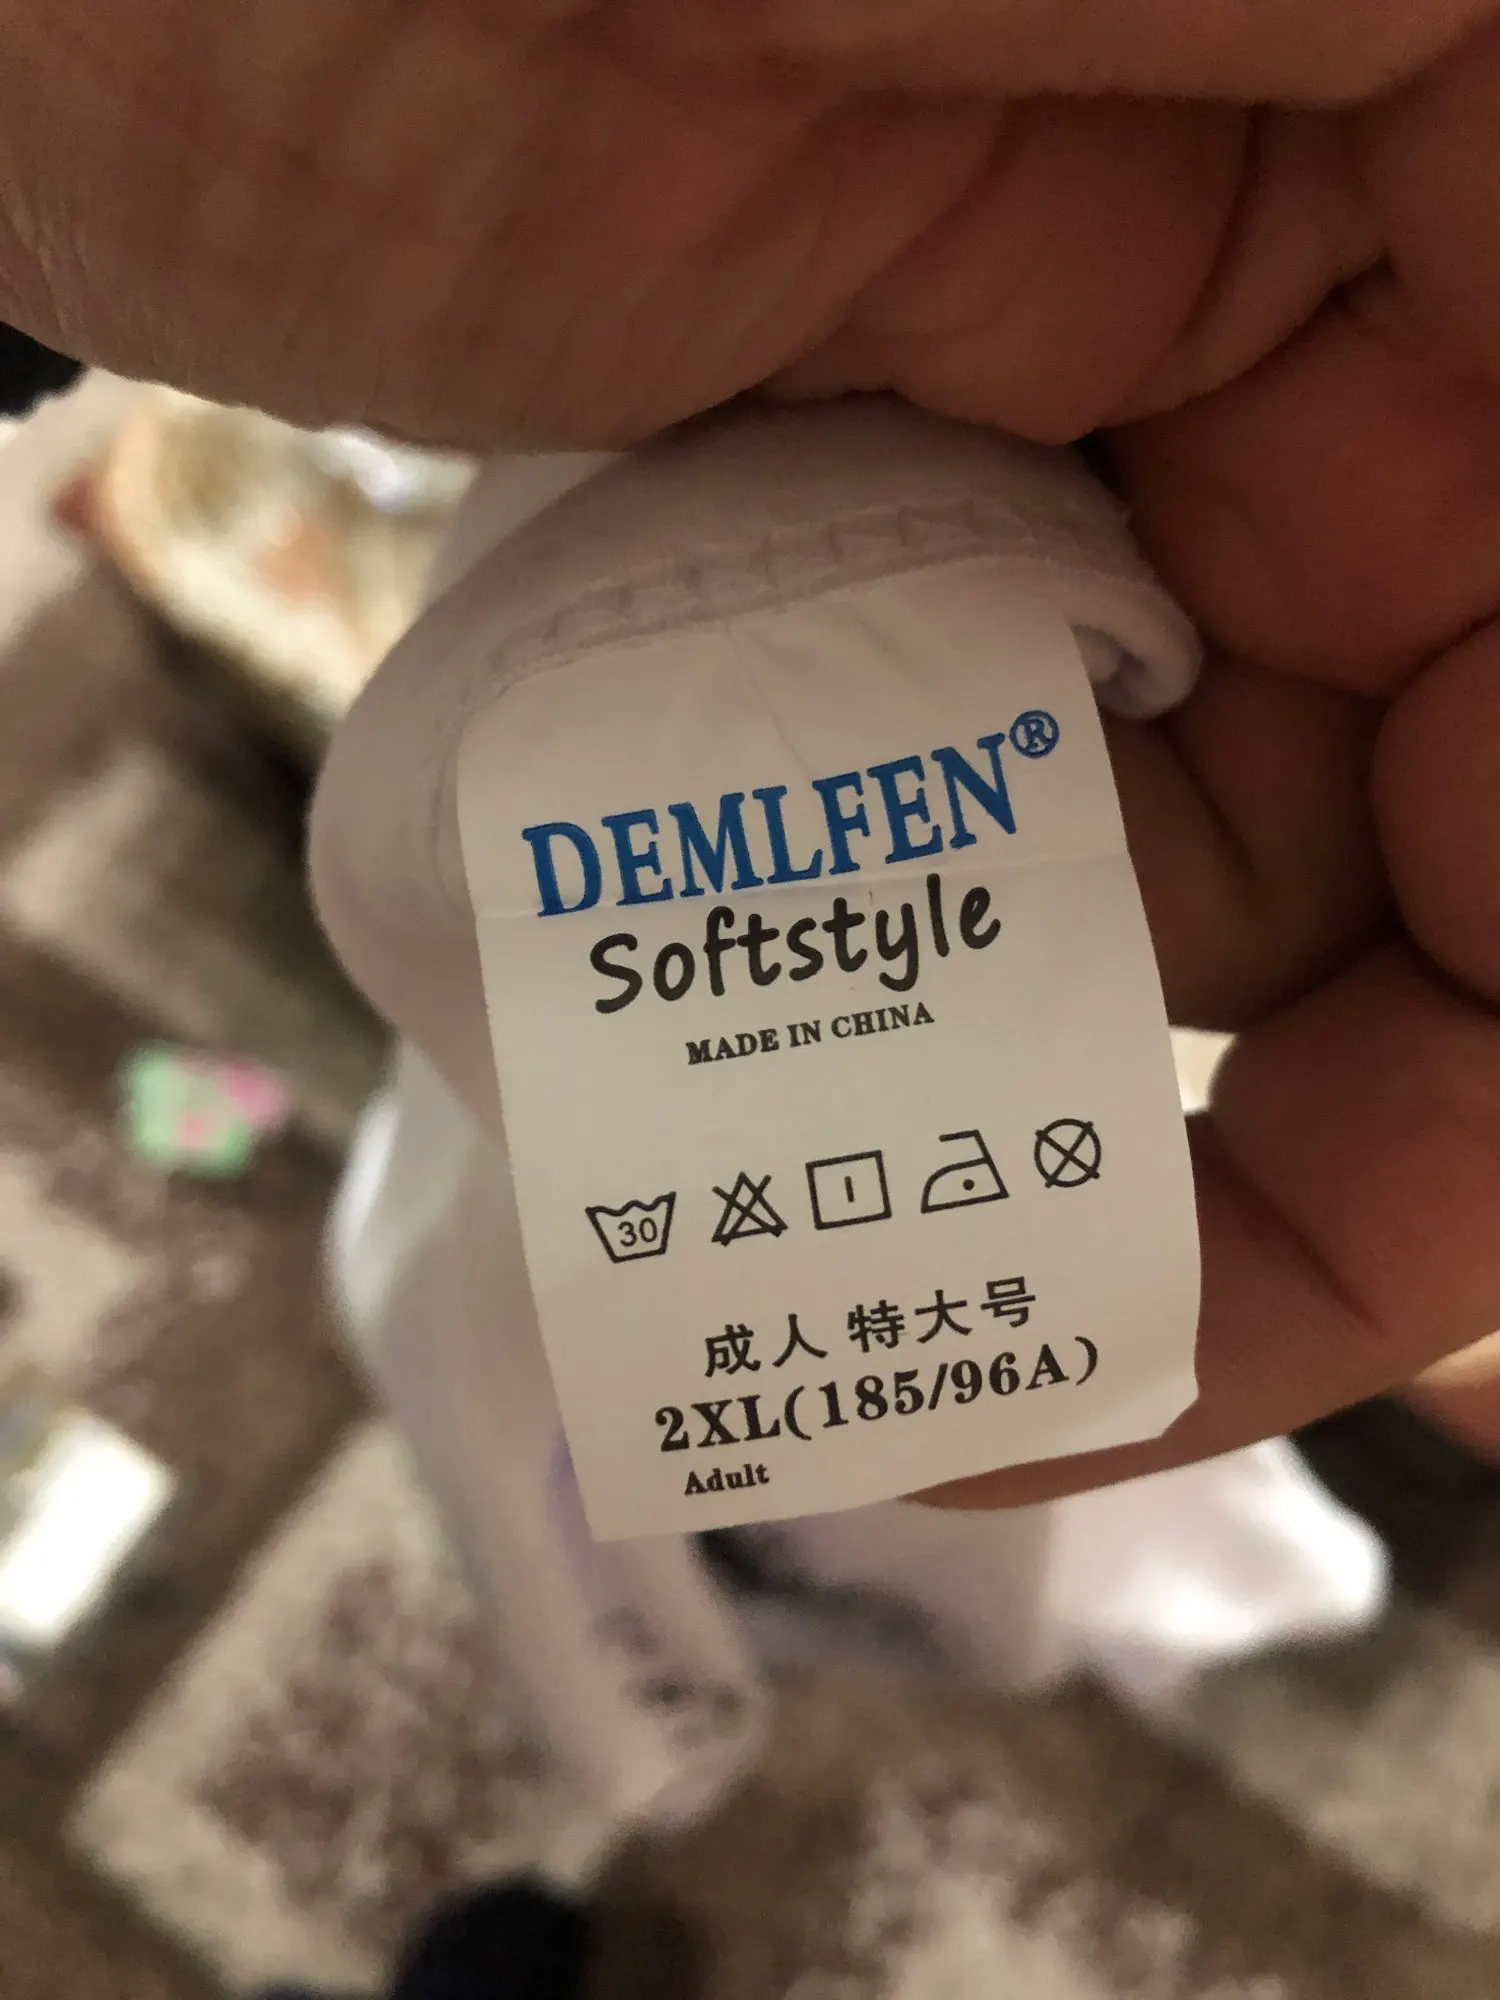 DEMLFEN®
Softstyle
MADE IN CHINA
30
成人 特大号
2XL(185/96A)
Adult